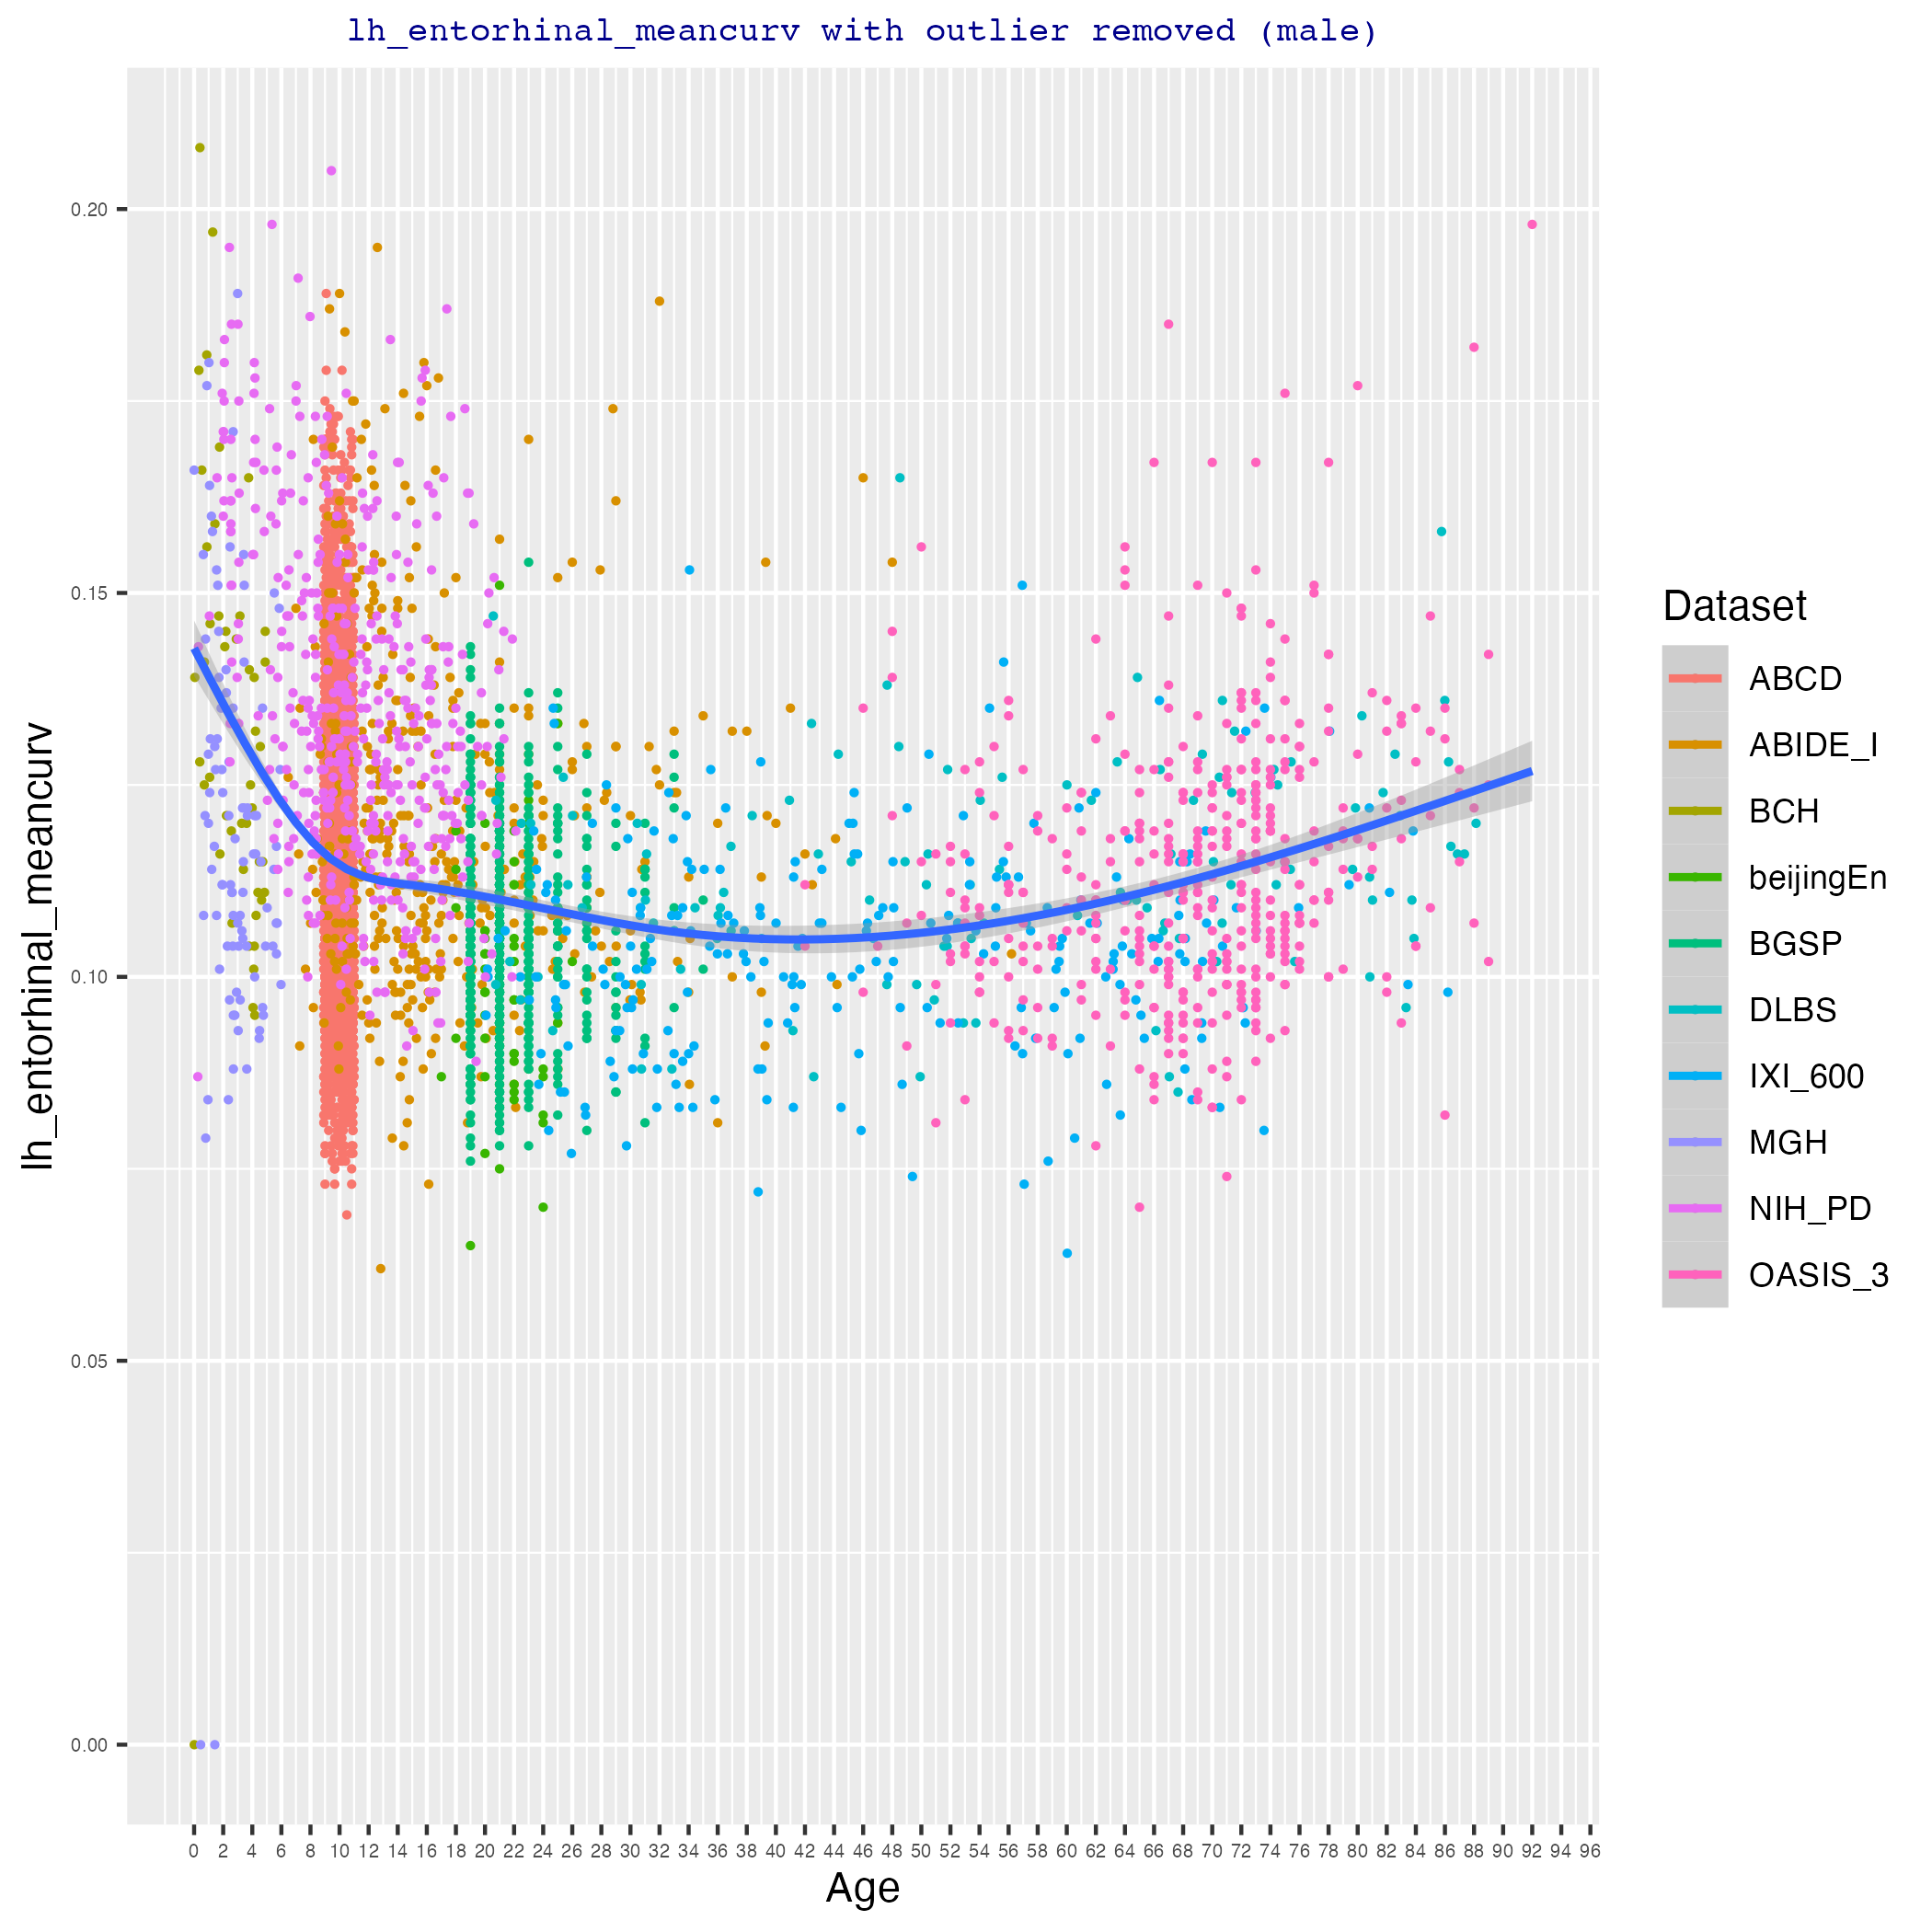 lh_entorhinal_meancurv with outlier removed (male)
lh_entorhinal_meancurv
0.20
0.15
0.10
0.05
0.00
0 2 4 6 8 10 12 14 16 18 20 22 24 26 28 30 32 34 36 38 40 42 44 46 48 50 52 54 56 58 60 62 64 66 68 70 72 74 76 78 80 82 84 86 88 90 92 94 96
Age
Dataset
ABCD
ABIDE_I
BCH
beijingEn
BGSP
DLBS
IXI_600
MGH
NIH_PD
OASIS_3